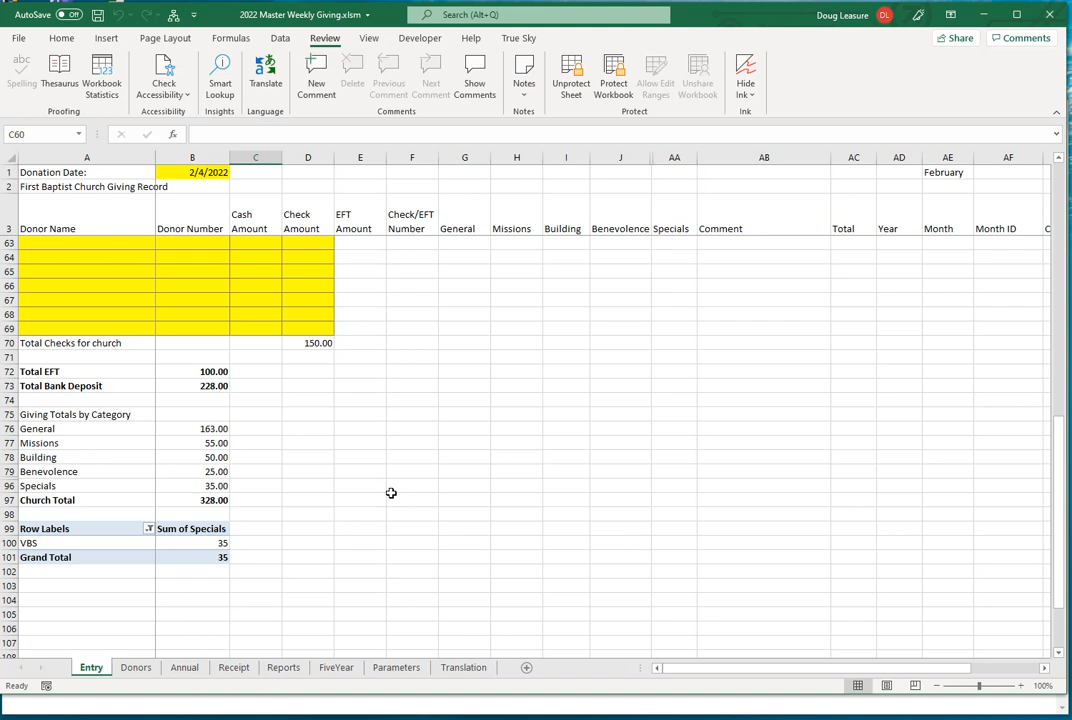 AutoSave Off 2022 Master Weekly Giving.xlsm Search (Alt+Q) Doug Leasure DL
File Home Insert Page Layout Formulas Data Review View Developer Help True Sky Share Comments
abc
123
Spelling Thesaurus Workbook Statistics Check Accessibility Smart Lookup Translate New Comment Delete Previous Comment Next Comment Show Comments Notes Unprotect Sheet Protect Workbook Allow Edit Ranges Unshare Workbook Hide Ink
Proofing Accessibility Insights Language Comments Notes Protect Ink
C60 fx
A B C D E F G H I J AA AB AC AD AE AF
1 Donation Date: 2/4/2022 February
2 First Baptist Church Giving Record
3 Donor Name Donor Number Cash Amount Check Amount EFT Amount Check/EFT Number General Missions Building Benevolence Specials Comment Total Year Month Month ID C
63
64
65
66
67
68
69
70 Total Checks for church 150.00
71
72 Total EFT 100.00
73 Total Bank Deposit 228.00
74
75 Giving Totals by Category
76 General 163.00
77 Missions 55.00
78 Building 50.00
79 Benevolence 25.00
96 Specials 35.00
97 Church Total 328.00
98
99 Row Labels Sum of Specials
100 VBS 35
101 Grand Total 35
102
103
104
105
106
107
108
Entry Donors Annual Receipt Reports FiveYear Parameters Translation
Ready 100%